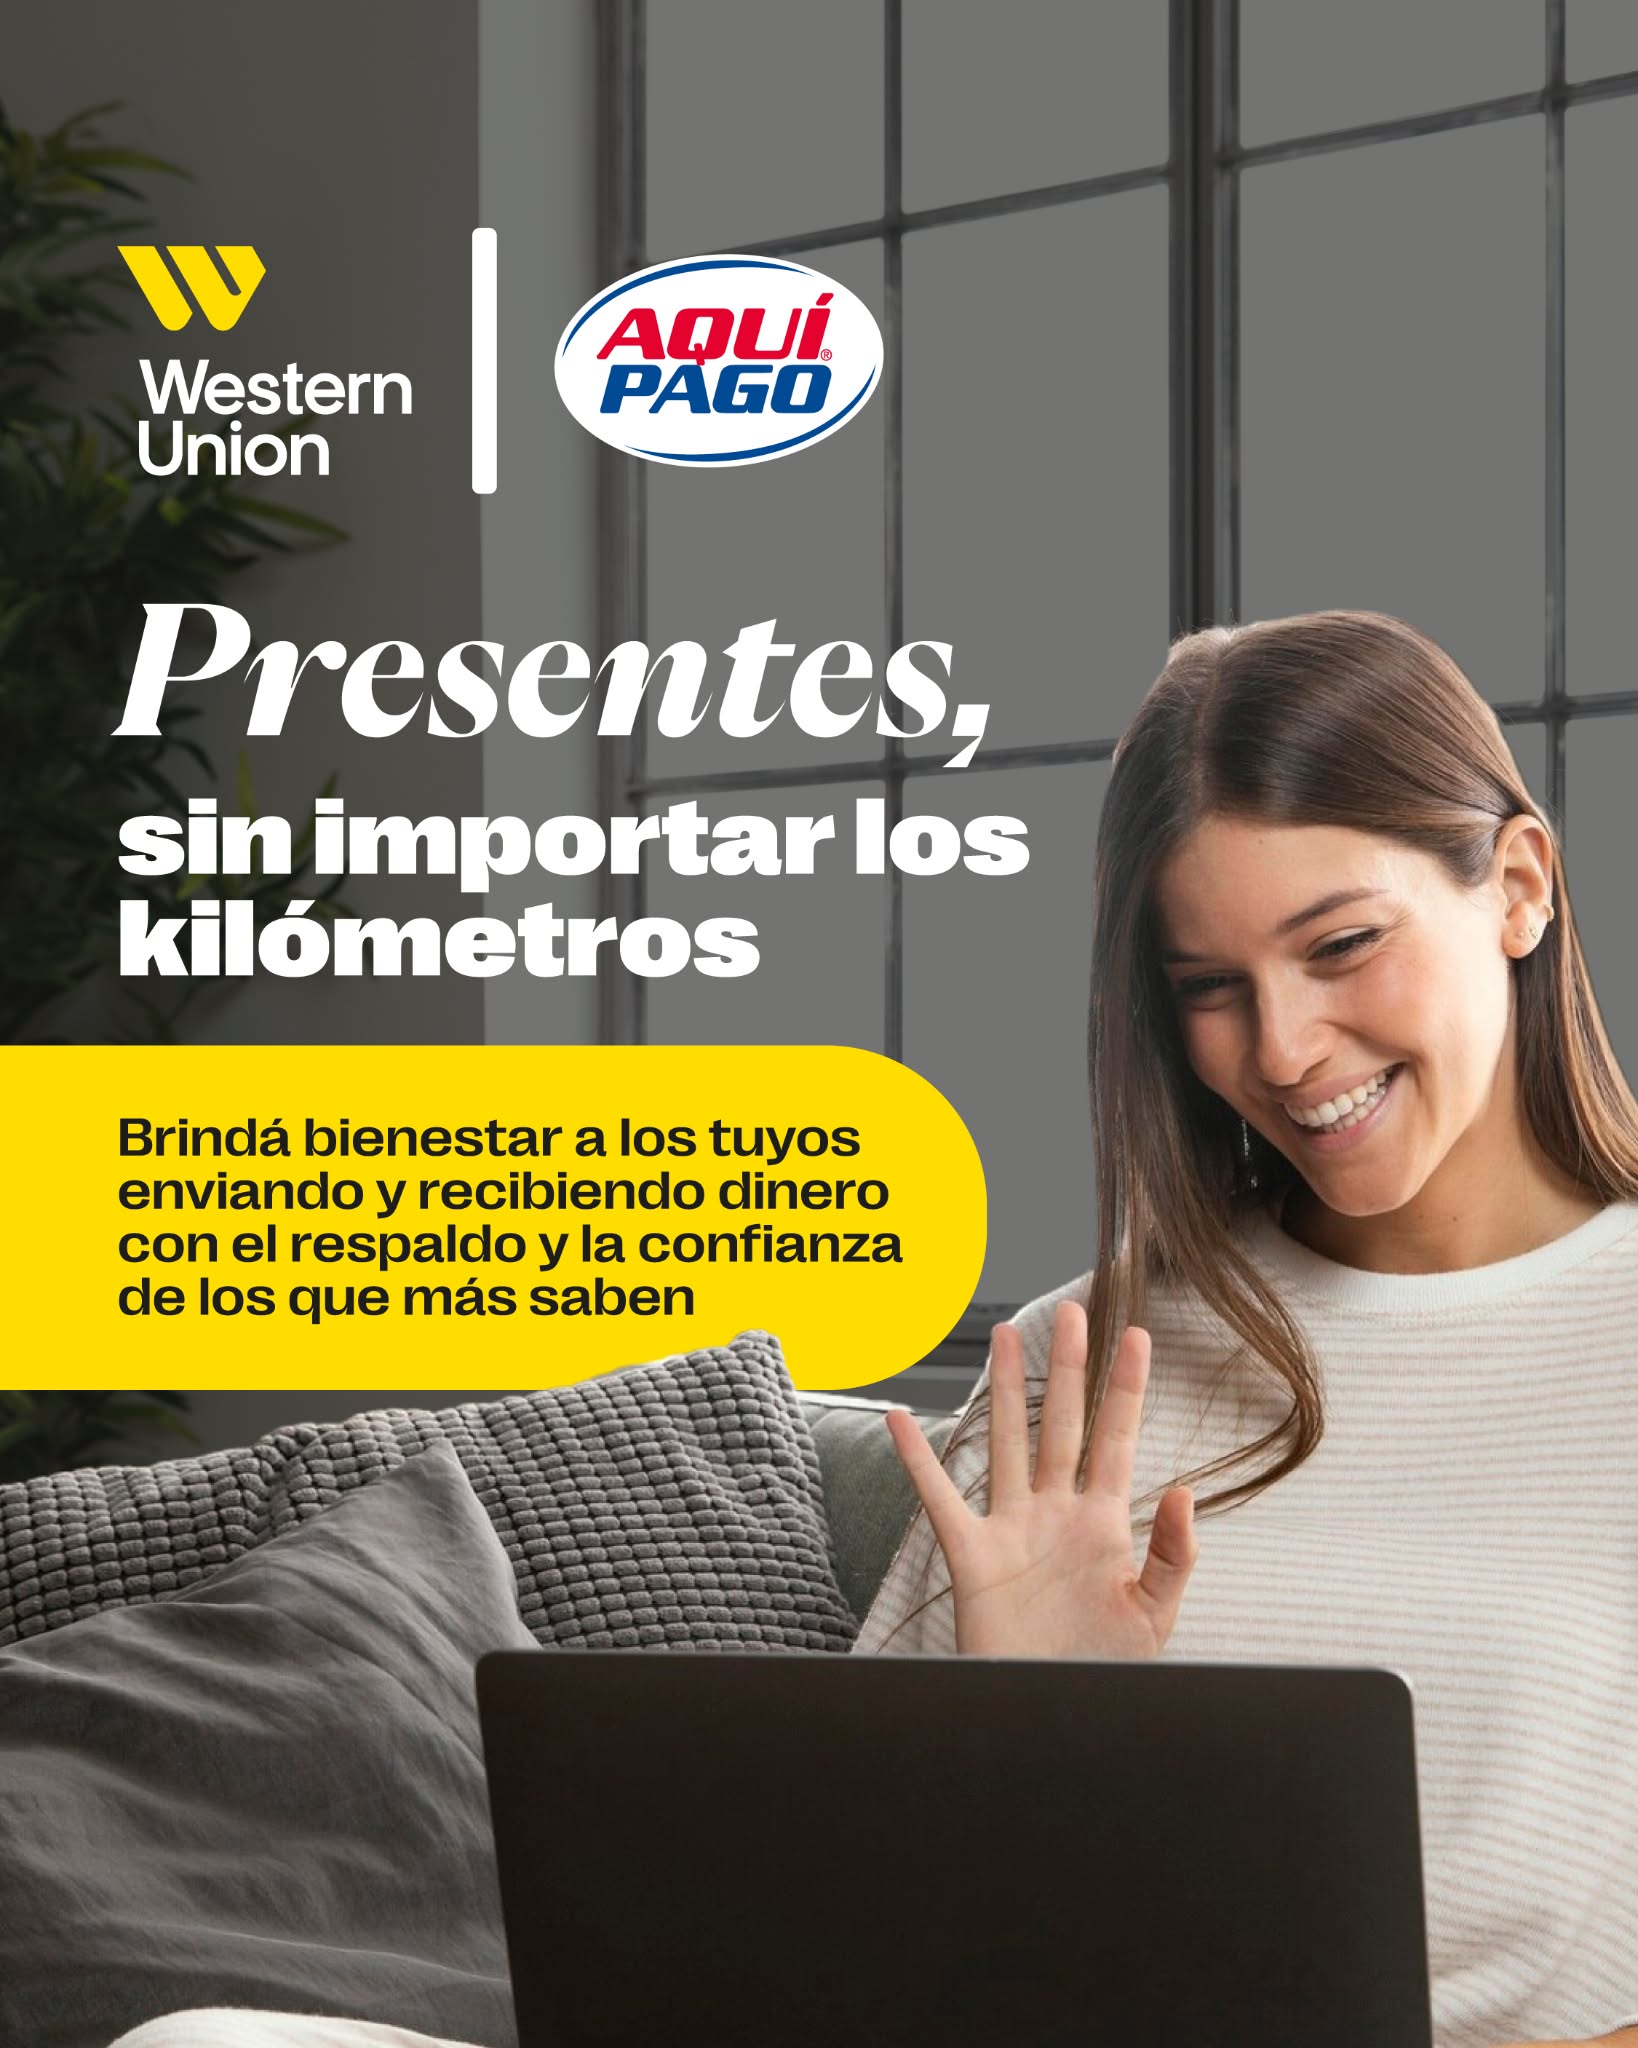 Western
Union
AQUÍ
PAGO
Presentes,
sin importar los
kilómetros
Brindá bienestar a los tuyos
enviando y recibiendo dinero
con el respaldo y la confianza
de los que más saben